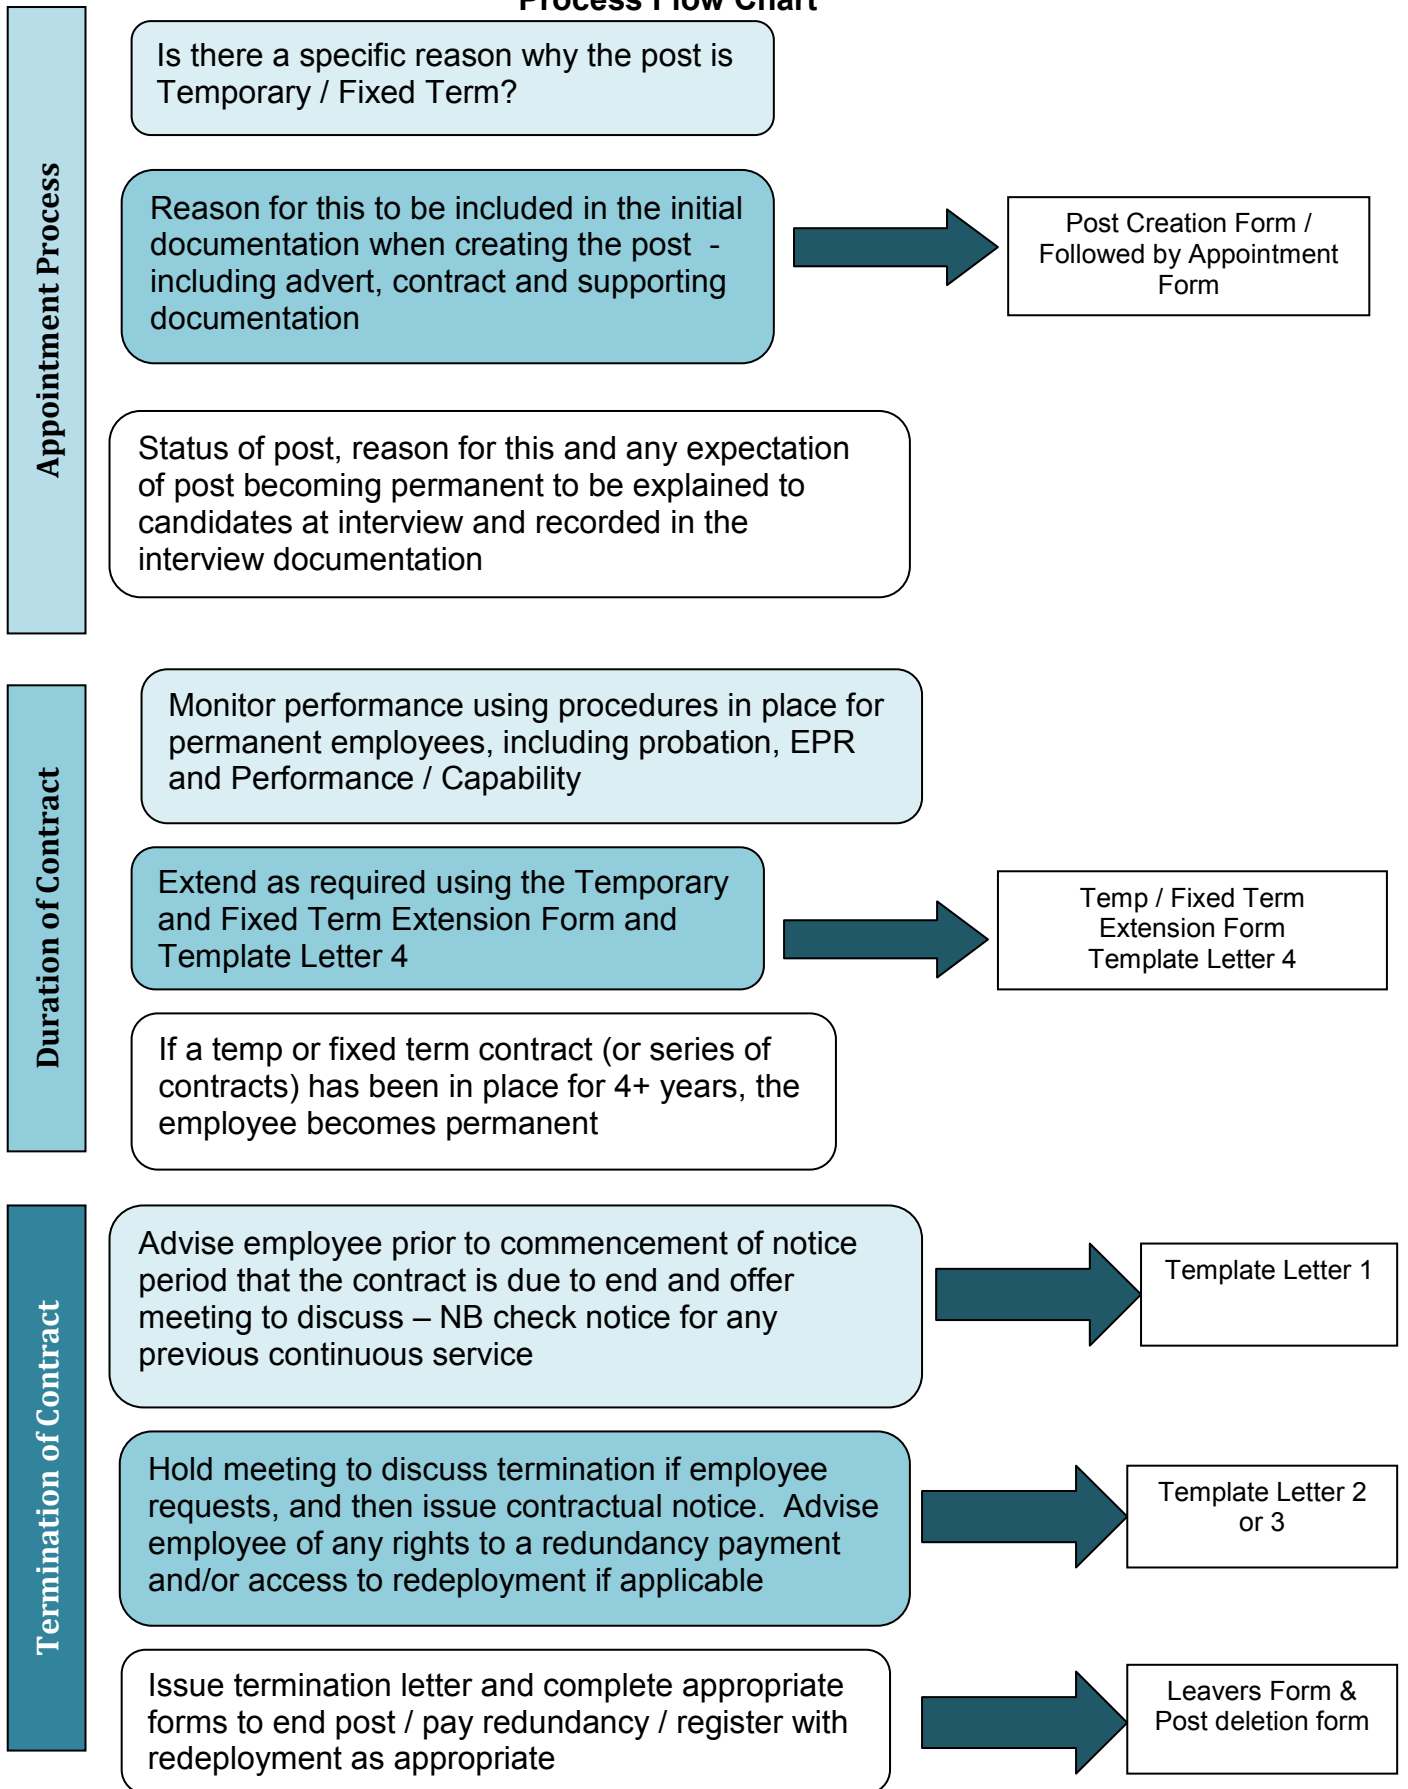 Process Flow Chart
Appointment Process
Is there a specific reason why the post is
Temporary / Fixed Term?
Reason for this to be included in the initial
documentation when creating the post -
including advert, contract and supporting
documentation
Post Creation Form /
Followed by Appointment
Form
Status of post, reason for this and any expectation
of post becoming permanent to be explained to
candidates at interview and recorded in the
interview documentation
Duration of Contract
Monitor performance using procedures in place for
permanent employees, including probation, EPR
and Performance / Capability
Extend as required using the Temporary
and Fixed Term Extension Form and
Template Letter 4
Temp / Fixed Term
Extension Form
Template Letter 4
If a temp or fixed term contract (or series of
contracts) has been in place for 4+ years, the
employee becomes permanent
Termination of Contract
Advise employee prior to commencement of notice
period that the contract is due to end and offer
meeting to discuss – NB check notice for any
previous continuous service
Template Letter 1
Hold meeting to discuss termination if employee
requests, and then issue contractual notice.  Advise
employee of any rights to a redundancy payment
and/or access to redeployment if applicable
Template Letter 2
or 3
Issue termination letter and complete appropriate
forms to end post / pay redundancy / register with
redeployment as appropriate
Leavers Form &
Post deletion form